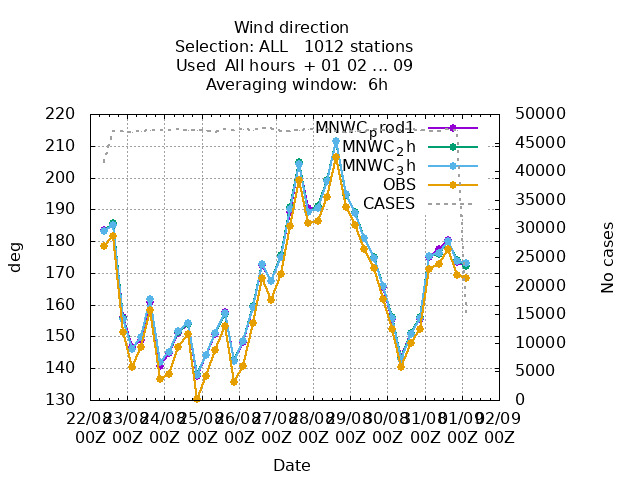 Wind direction
Selection: ALL   1012 stations
Used  All hours  + 01 02 ... 09
Averaging window:  6h
220 50000
210 45000
200 40000
190 35000
180 30000
170 25000
160 20000
150 15000
140 10000
130 5000
0
MNWCprod1
MNWC2h
MNWC3h
OBS
CASES
deg
No cases
22/08 23/08 24/08 25/08 26/08 27/08 28/08 29/08 30/08 31/08 01/09 02/09
00Z 00Z 00Z 00Z 00Z 00Z 00Z 00Z 00Z 00Z 00Z 00Z
Date